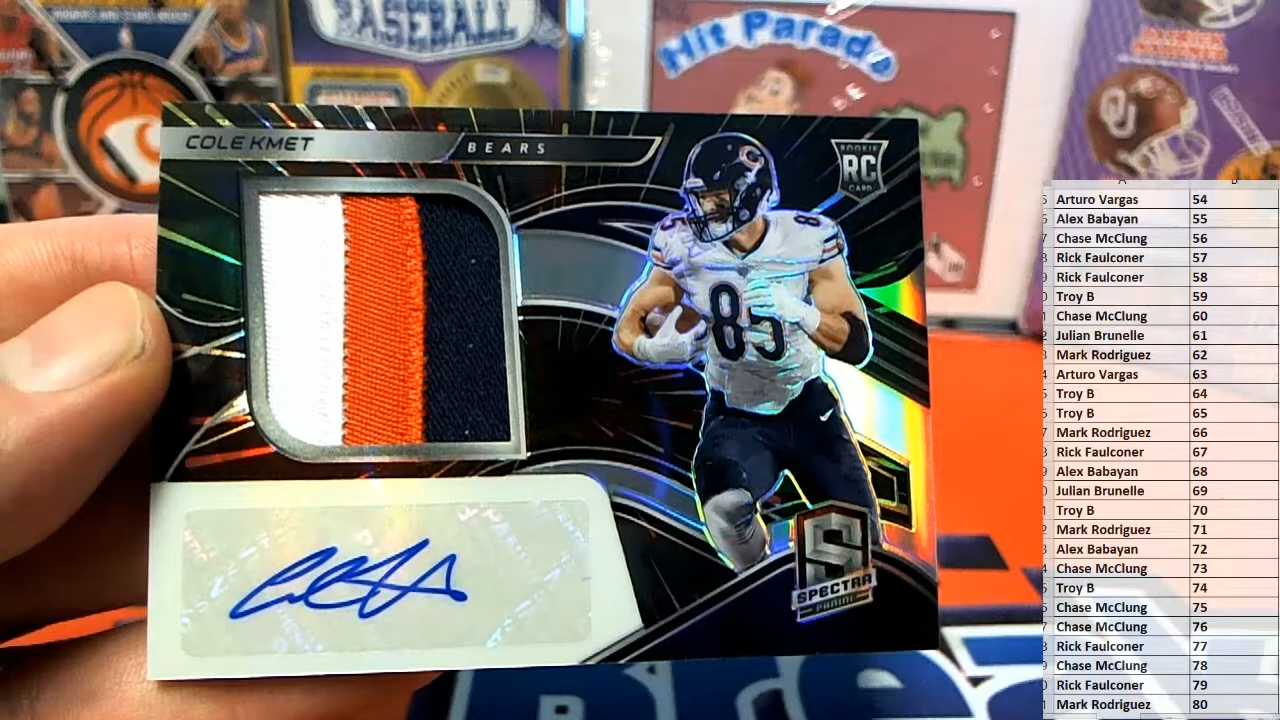 BASEBALL
Hit Parade
OU
COLE KMET
BEARS
ROOKIE
RC
CARD
85
85
S
SPECTRA
PANINI
A B
Arturo Vargas 54
Alex Babayan 55
Chase McClung 56
Rick Faulconer 57
Rick Faulconer 58
Troy B 59
Chase McClung 60
Julian Brunelle 61
Mark Rodriguez 62
Arturo Vargas 63
Troy B 64
Troy B 65
Mark Rodriguez 66
Rick Faulconer 67
Alex Babayan 68
Julian Brunelle 69
Troy B 70
Mark Rodriguez 71
Alex Babayan 72
Chase McClung 73
Troy B 74
Chase McClung 75
Chase McClung 76
Rick Faulconer 77
Chase McClung 78
Rick Faulconer 79
Mark Rodriguez 80